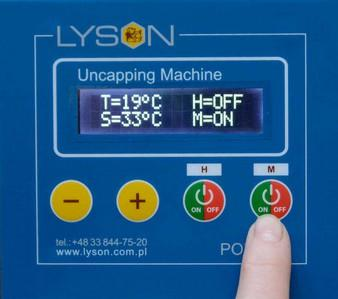 LYSON
Uncapping Machine
T=19°C H=OFF
S=33°C M=ON
H M
− + ON OFF ON OFF
tel.: +48 33 844-75-20
www.lyson.com.pl